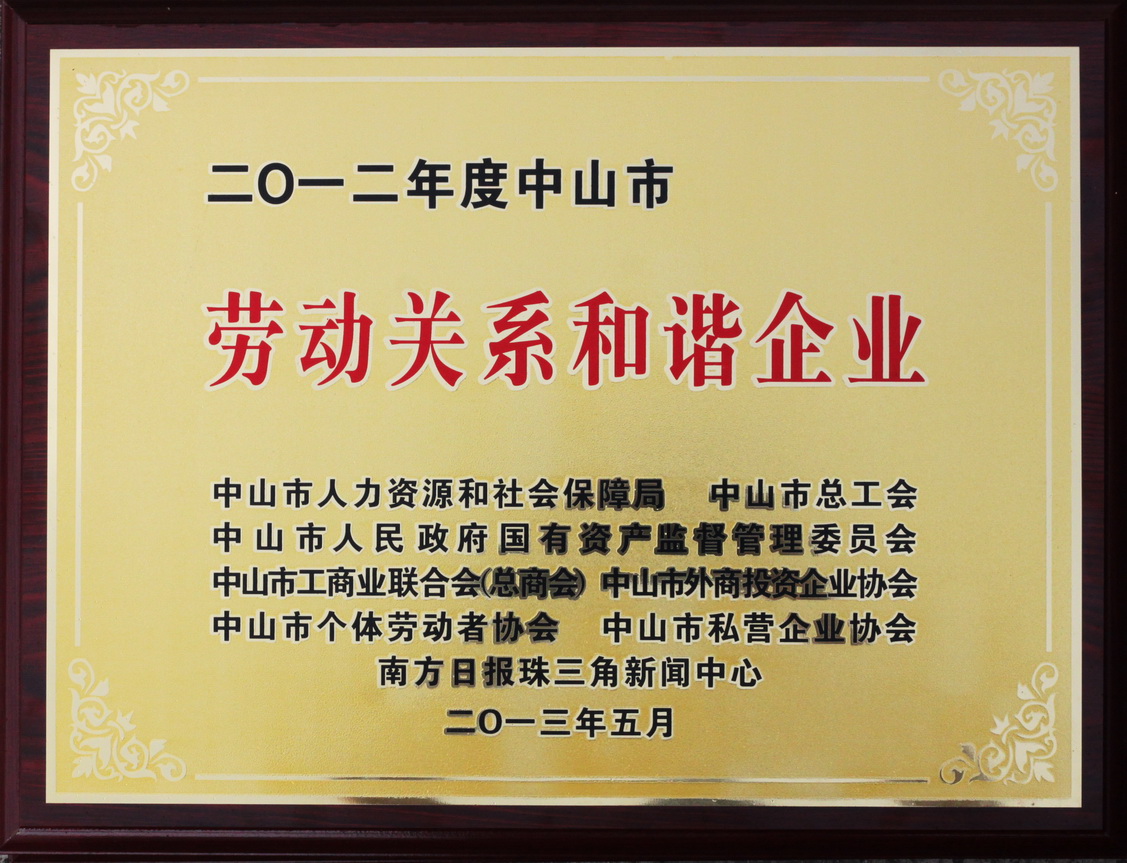 二〇一二年度中山市
劳动关系和谐企业
中山市人力资源和社会保障局 中山市总工会
中山市人民政府国有资产监督管理委员会
中山市工商业联合会(总商会) 中山市外商投资企业协会
中山市个体劳动者协会 中山市私营企业协会
南方日报珠三角新闻中心
二〇一三年五月